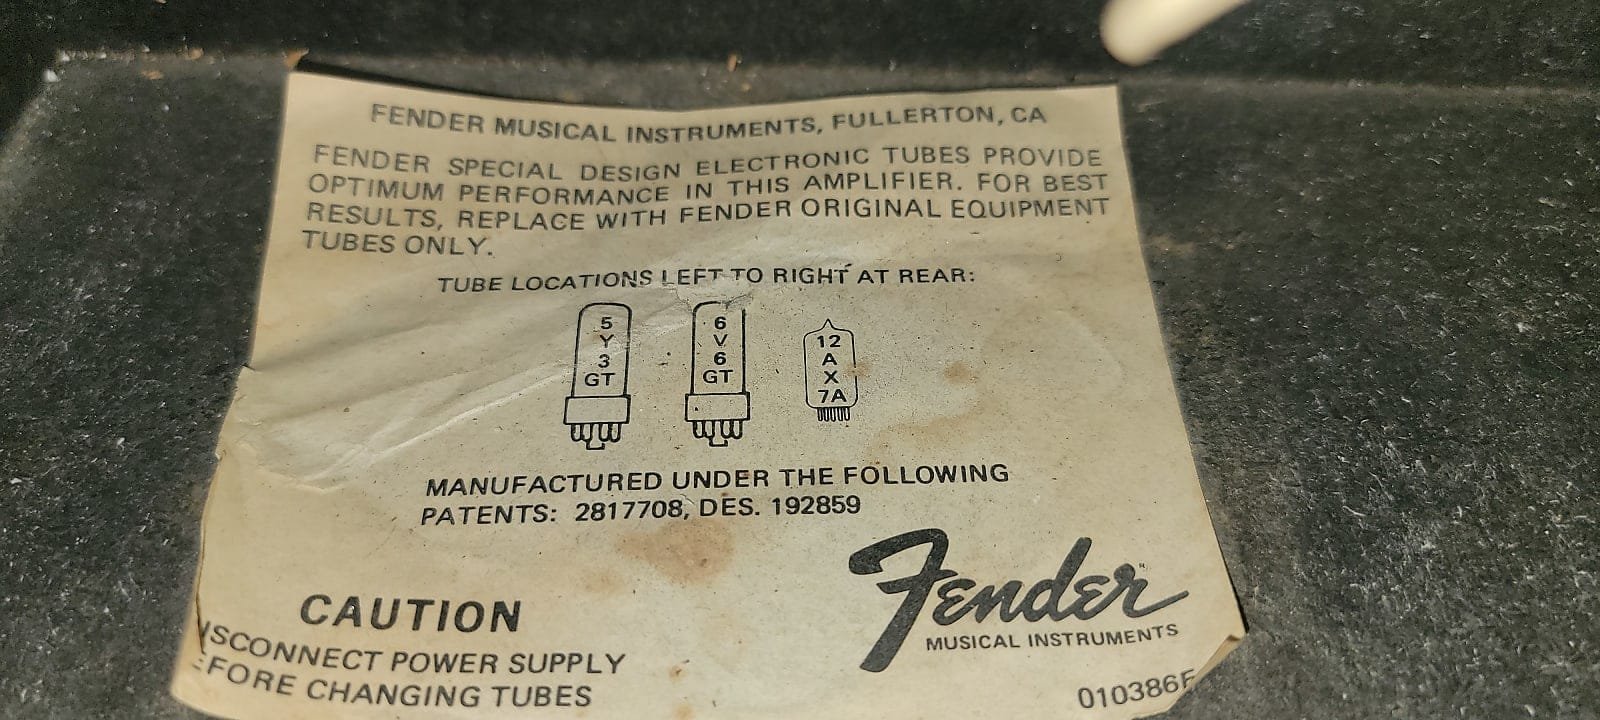 FENDER MUSICAL INSTRUMENTS, FULLERTON, CA
FENDER SPECIAL DESIGN ELECTRONIC TUBES PROVIDE
OPTIMUM PERFORMANCE IN THIS AMPLIFIER. FOR BEST
RESULTS, REPLACE WITH FENDER ORIGINAL EQUIPMENT
TUBES ONLY.
TUBE LOCATIONS LEFT TO RIGHT AT REAR:
5
Y
3
GT
6
V
6
GT
12
A
X
7A
MANUFACTURED UNDER THE FOLLOWING
PATENTS: 2817708, DES. 192859
CAUTION
ISCONNECT POWER SUPPLY
EFORE CHANGING TUBES
Fender
MUSICAL INSTRUMENTS
010386F